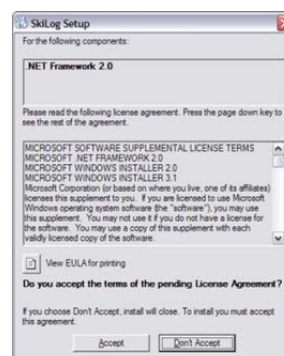 SkiLog Setup
For the following components:
.NET Framework 2.0
Please read the following license agreement. Press the page down key to
see the rest of the agreement.
MICROSOFT SOFTWARE SUPPLEMENTAL LICENSE TERMS
MICROSOFT .NET FRAMEWORK 2.0
MICROSOFT WINDOWS INSTALLER 2.0
MICROSOFT WINDOWS INSTALLER 3.1
Microsoft Corporation (or based on where you live, one of its affiliates)
licenses this supplement to you. If you are licensed to use Microsoft
Windows operating system software (the "software"), you may use
this supplement. You may not use it if you do not have a license for
the software. You may use a copy of this supplement with each
validly licensed copy of the software.
View EULA for printing
Do you accept the terms of the pending License Agreement?
If you choose Don't Accept, install will close. To install you must accept
this agreement.
Accept
Don't Accept